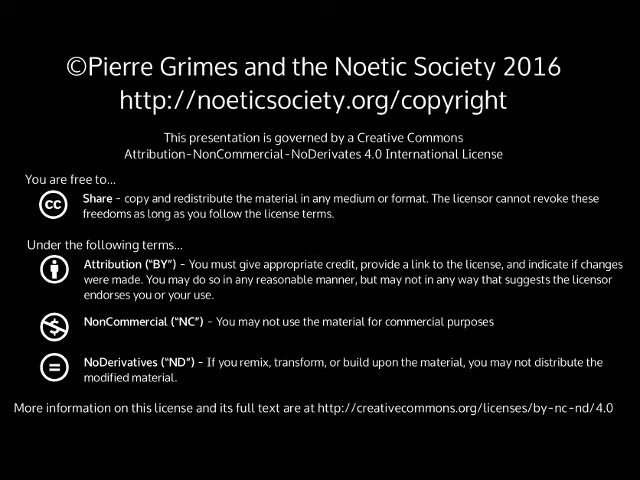 ©Pierre Grimes and the Noetic Society 2016
http://noeticsociety.org/copyright
This presentation is governed by a Creative Commons
Attribution-NonCommercial-NoDerivates 4.0 International License
You are free to...
cc
Share - copy and redistribute the material in any medium or format. The licensor cannot revoke these
freedoms as long as you follow the license terms.
Under the following terms...
Attribution ("BY") - You must give appropriate credit, provide a link to the license, and indicate if changes
were made. You may do so in any reasonable manner, but may not in any way that suggests the licensor
endorses you or your use.
NonCommercial ("NC") - You may not use the material for commercial purposes
NoDerivatives ("ND") - If you remix, transform, or build upon the material, you may not distribute the
modified material.
More information on this license and its full text are at http://creativecommons.org/licenses/by-nc-nd/4.0